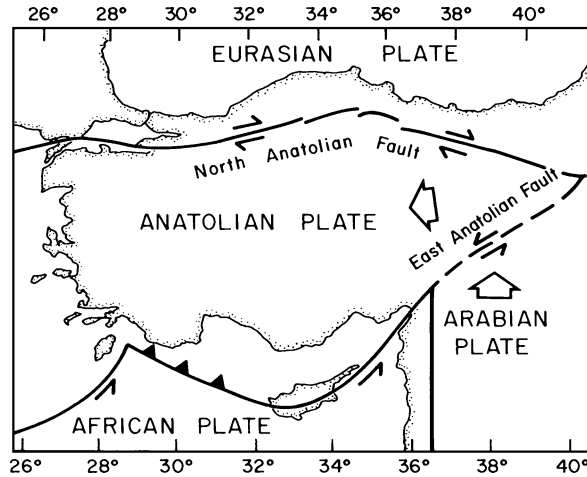 26° 28° 30° 32° 34° 36° 38° 40°
EURASIAN PLATE
North Anatolian Fault
ANATOLIAN PLATE
East Anatolian Fault
ARABIAN
PLATE
AFRICAN PLATE
26° 28° 30° 32° 34° 36° 38° 40°